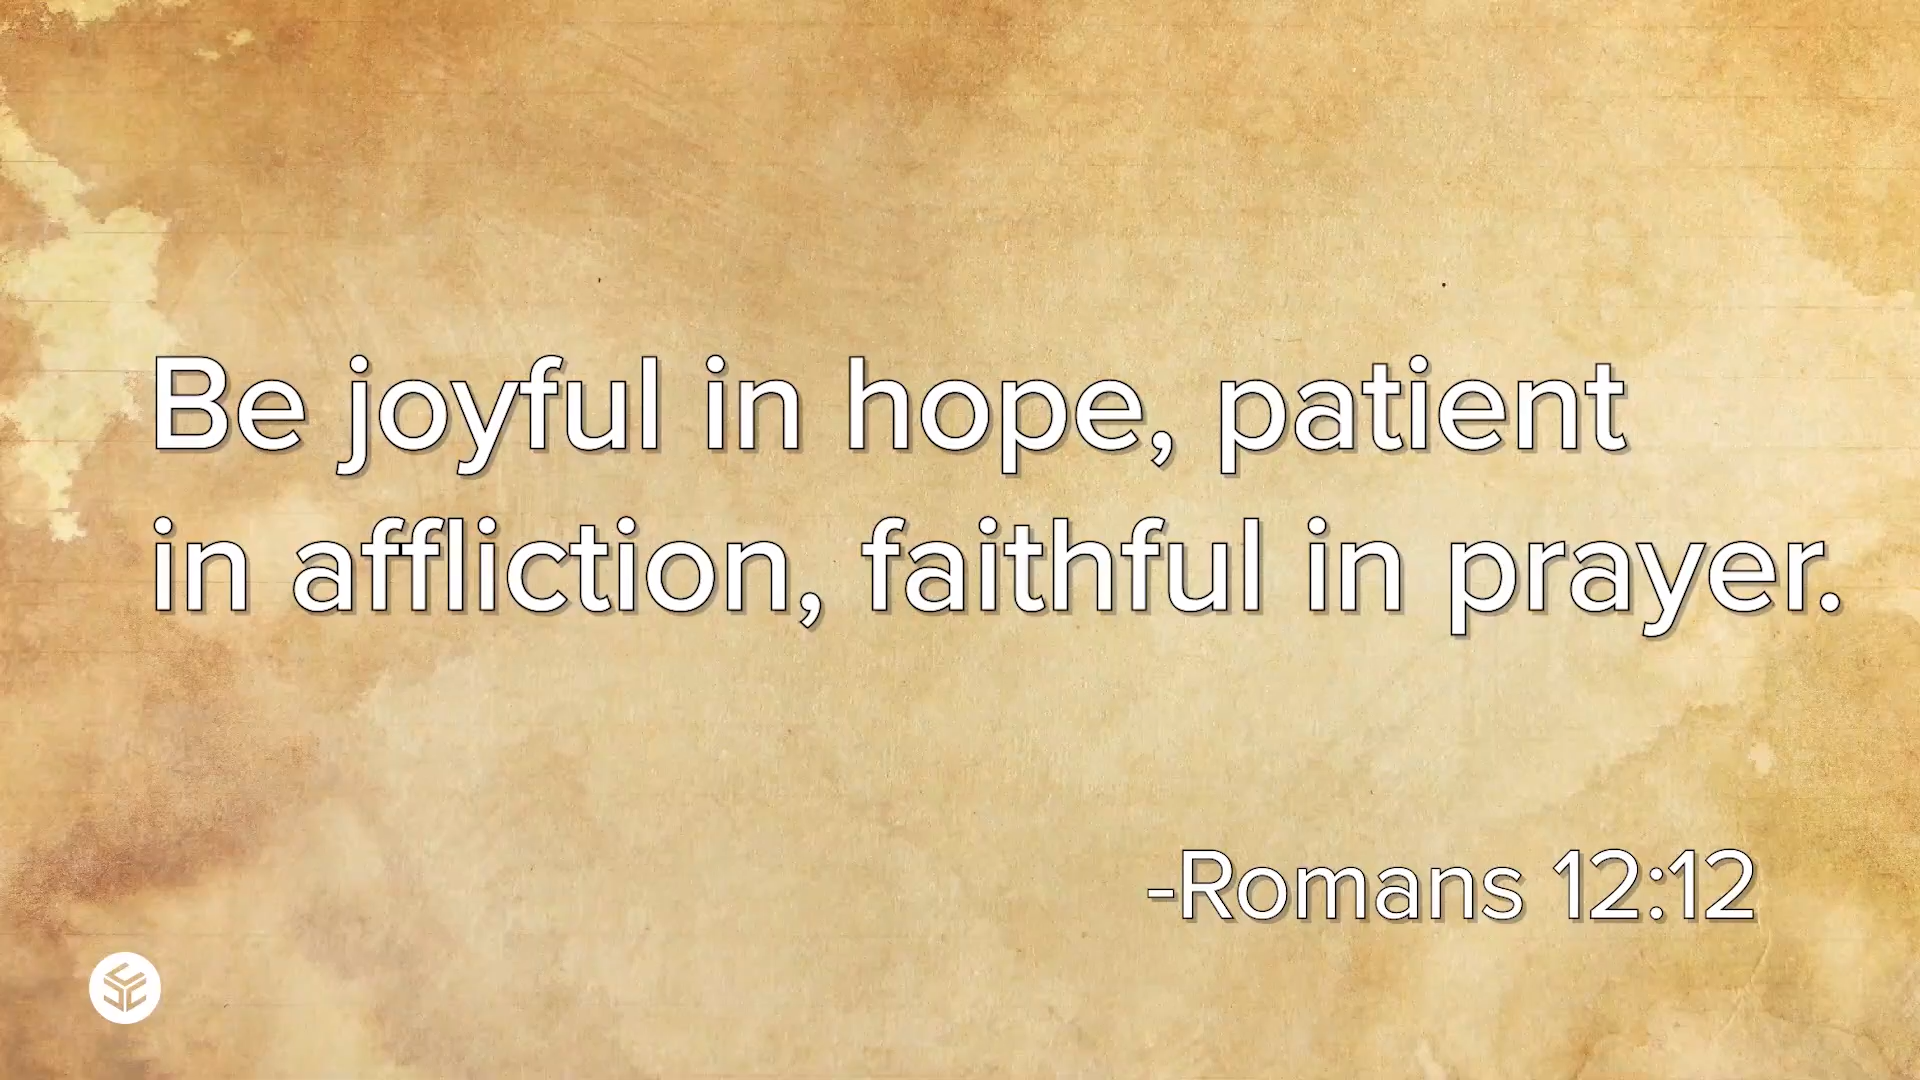 Be joyful in hope, patient
in affliction, faithful in prayer.
-Romans 12:12